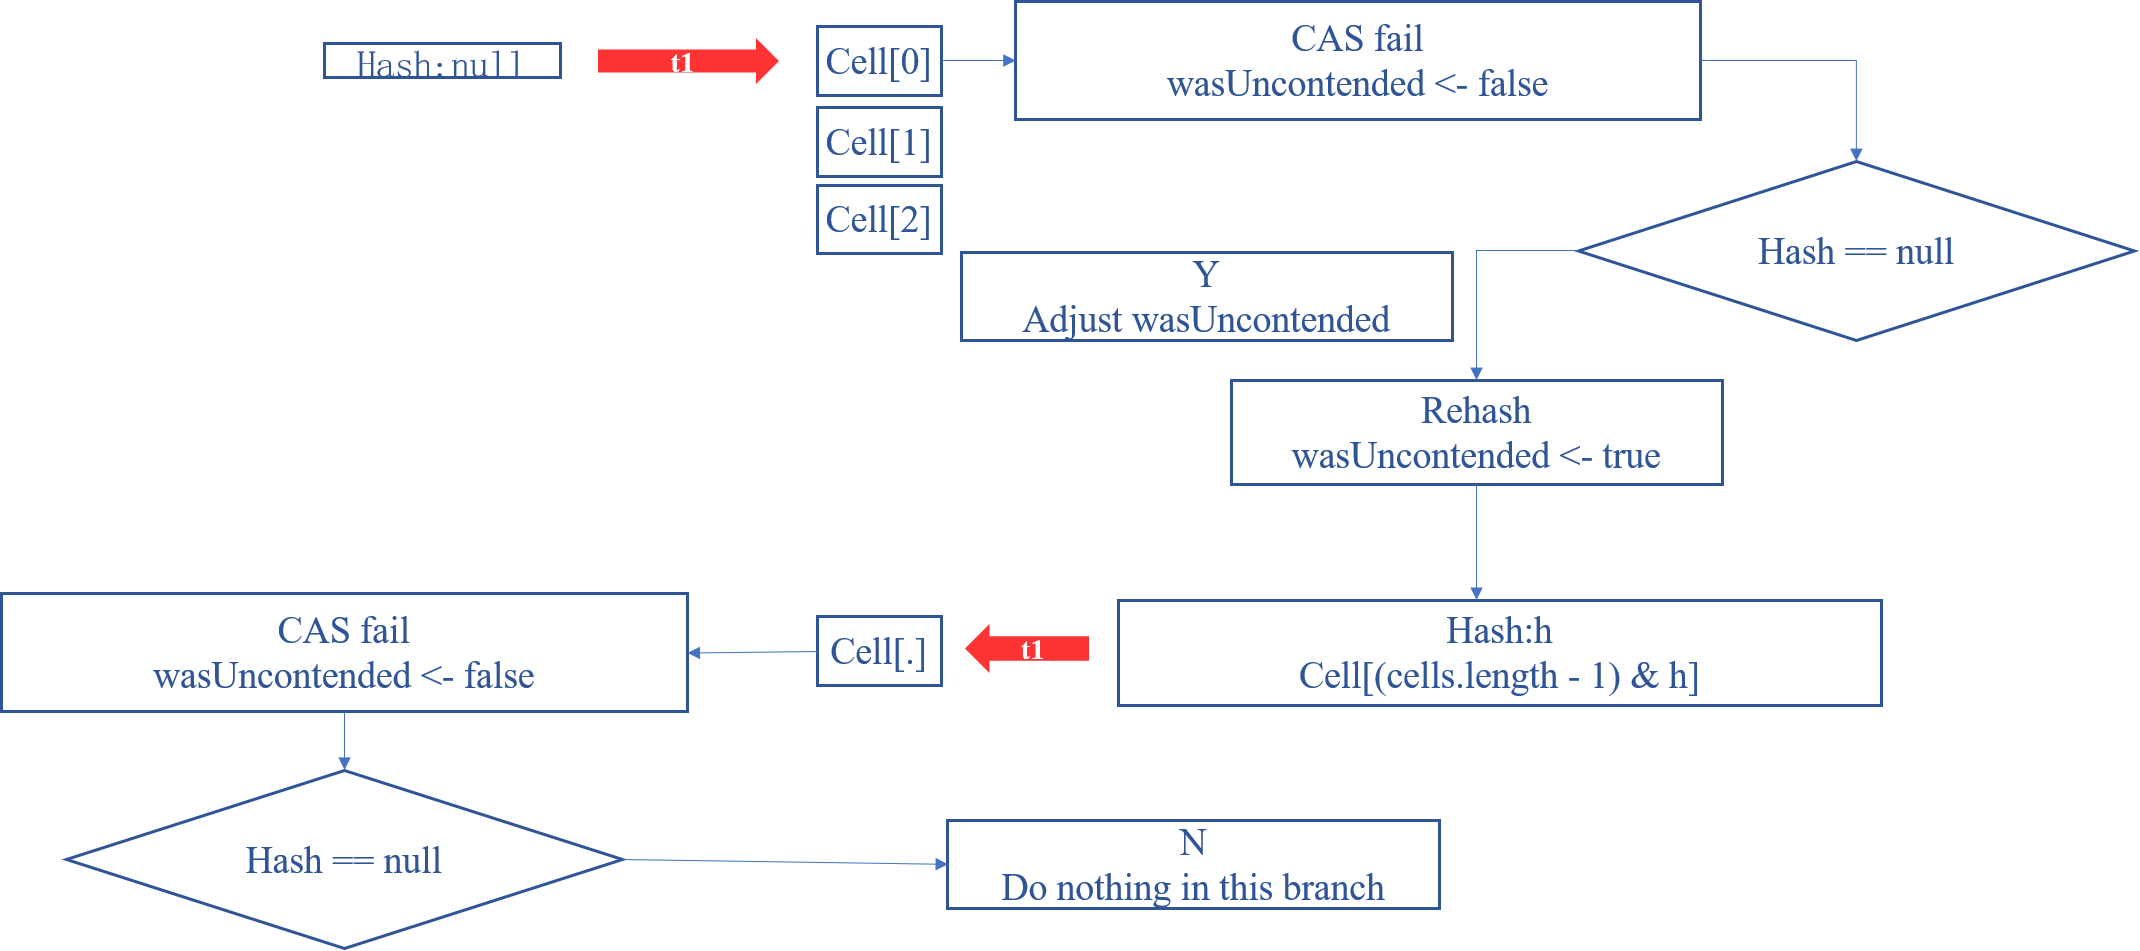 Hash:null
t1
Cell[0]
CAS fail
wasUncontended <- false
Cell[1]
Cell[2]
Hash == null
Y
Adjust wasUncontended
Rehash
wasUncontended <- true
Hash:h
Cell[(cells.length - 1) & h]
t1
Cell[.]
CAS fail
wasUncontended <- false
Hash == null
N
Do nothing in this branch